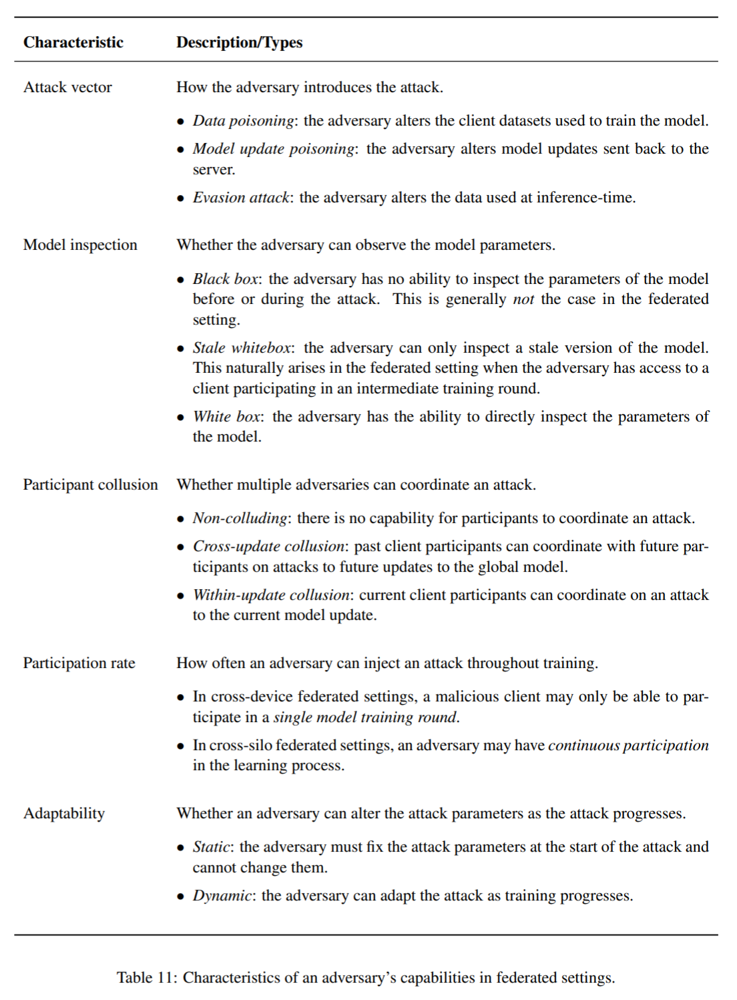 Characteristic Description/Types
Attack vector How the adversary introduces the attack.
• Data poisoning: the adversary alters the client datasets used to train the model.
• Model update poisoning: the adversary alters model updates sent back to the
server.
• Evasion attack: the adversary alters the data used at inference-time.
Model inspection Whether the adversary can observe the model parameters.
• Black box: the adversary has no ability to inspect the parameters of the model
before or during the attack. This is generally not the case in the federated
setting.
• Stale whitebox: the adversary can only inspect a stale version of the model.
This naturally arises in the federated setting when the adversary has access to a
client participating in an intermediate training round.
• White box: the adversary has the ability to directly inspect the parameters of
the model.
Participant collusion Whether multiple adversaries can coordinate an attack.
• Non-colluding: there is no capability for participants to coordinate an attack.
• Cross-update collusion: past client participants can coordinate with future par-
ticipants on attacks to future updates to the global model.
• Within-update collusion: current client participants can coordinate on an attack
to the current model update.
Participation rate How often an adversary can inject an attack throughout training.
• In cross-device federated settings, a malicious client may only be able to par-
ticipate in a single model training round.
• In cross-silo federated settings, an adversary may have continuous participation
in the learning process.
Adaptability Whether an adversary can alter the attack parameters as the attack progresses.
• Static: the adversary must fix the attack parameters at the start of the attack and
cannot change them.
• Dynamic: the adversary can adapt the attack as training progresses.
Table 11: Characteristics of an adversary’s capabilities in federated settings.